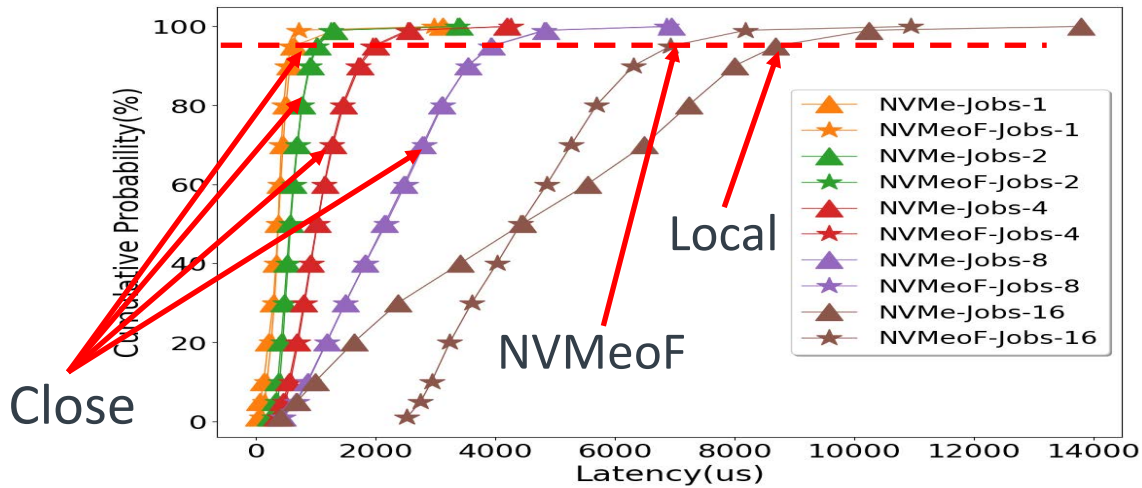 100
80
60
40
20
0
Cumulative Probability(%)
0
2000
4000
6000
8000
10000
12000
14000
Latency(us)
NVMe-Jobs-1
NVMeoF-Jobs-1
NVMe-Jobs-2
NVMeoF-Jobs-2
NVMe-Jobs-4
NVMeoF-Jobs-4
NVMe-Jobs-8
NVMeoF-Jobs-8
NVMe-Jobs-16
NVMeoF-Jobs-16
Local
NVMeoF
Close